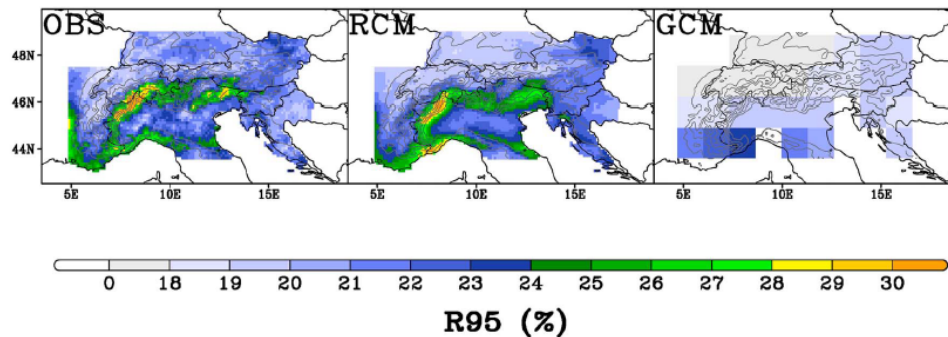 OBS RCM GCM
48N
46N
44N
5E 10E 15E 5E 10E 15E 5E 10E 15E
0 18 19 20 21 22 23 24 25 26 27 28 29 30
R95 (%)